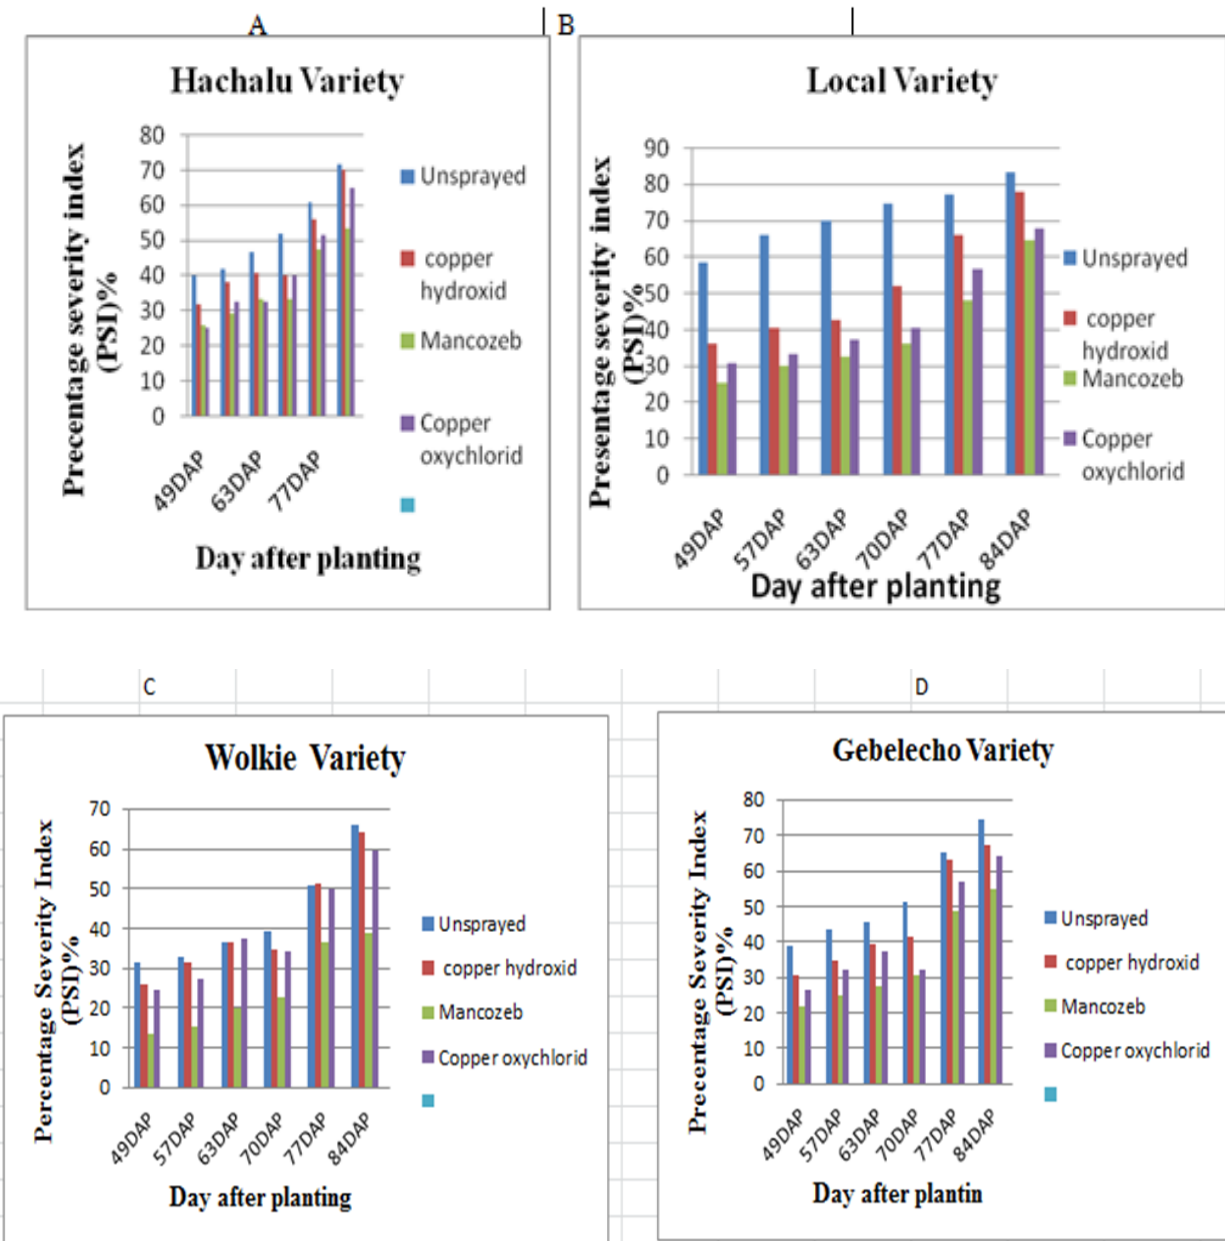 A
B
Hachalu Variety
Precentage severity index
(PSI)%
80
70
60
50
40
30
20
10
0
49DAP
63DAP
77DAP
Day after planting
Unsprayed
copper
hydroxid
Mancozeb
Copper
oxychlorid
Local Variety
Presentage severity index
(PSI)%
90
80
70
60
50
40
30
20
10
0
49DAP
57DAP
63DAP
70DAP
77DAP
84DAP
Day after planting
Unsprayed
copper
hydroxid
Mancozeb
Copper
oxychlorid
C
D
Wolkie Variety
Percentage Severity Index
(PSI)%
70
60
50
40
30
20
10
0
49DAP
57DAP
63DAP
70DAP
77DAP
84DAP
Day after planting
Unsprayed
copper hydroxid
Mancozeb
Copper oxychlorid
Gebelecho Variety
Precentage Severity Index
(PSI)%
80
70
60
50
40
30
20
10
0
49DAP
57DAP
63DAP
70DAP
77DAP
84DAP
Day after plantin
Unsprayed
copper hydroxid
Mancozeb
Copper oxychlorid